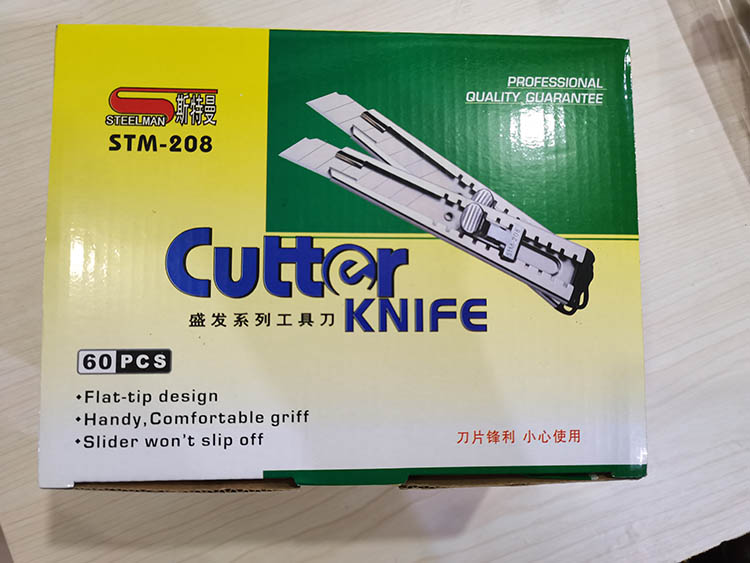 STEELMAN 斯特曼
STM-208
PROFESSIONAL
QUALITY GUARANTEE
STM-208
Cutter
盛发系列工具刀 KNIFE
60 PCS
•Flat-tip design
•Handy,Comfortable griff
•Slider won't slip off
刀片锋利 小心使用